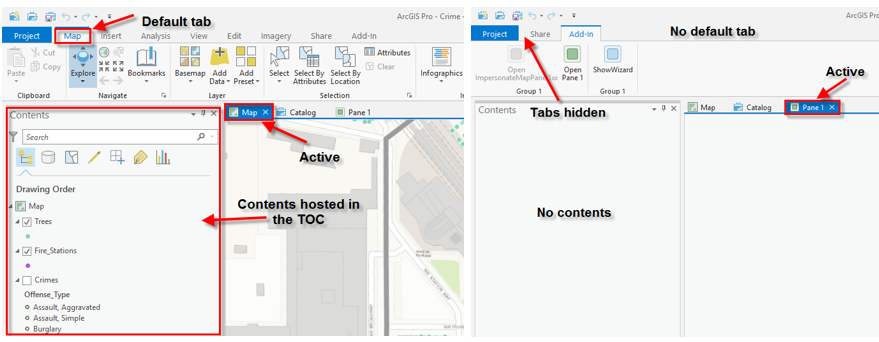 Default tab
ArcGIS Pro - Crime -
Project Map Insert Analysis View Edit Imagery Share Add-In
Paste
Cut
Copy
Clipboard
Explore
Bookmarks
Navigate
Basemap
Add Data
Add Preset
Layer
Select
Select By Attributes
Select By Location
Attributes
Clear
Selection
Infographics
Contents
Search
Map Catalog Pane 1
Active
Drawing Order
Map
Trees
Fire_Stations
Crimes
Offense_Type
Assault, Aggravated
Assault, Simple
Burglary
Contents hosted in
the TOC
No default tab
ArcGIS Pro
Project Share Add-In
Open
ImpersonateMapPane
Open
Pane 1
Group 1
ShowWizard
Group 1
Tabs hidden
Active
Contents
Map Catalog Pane 1
No contents